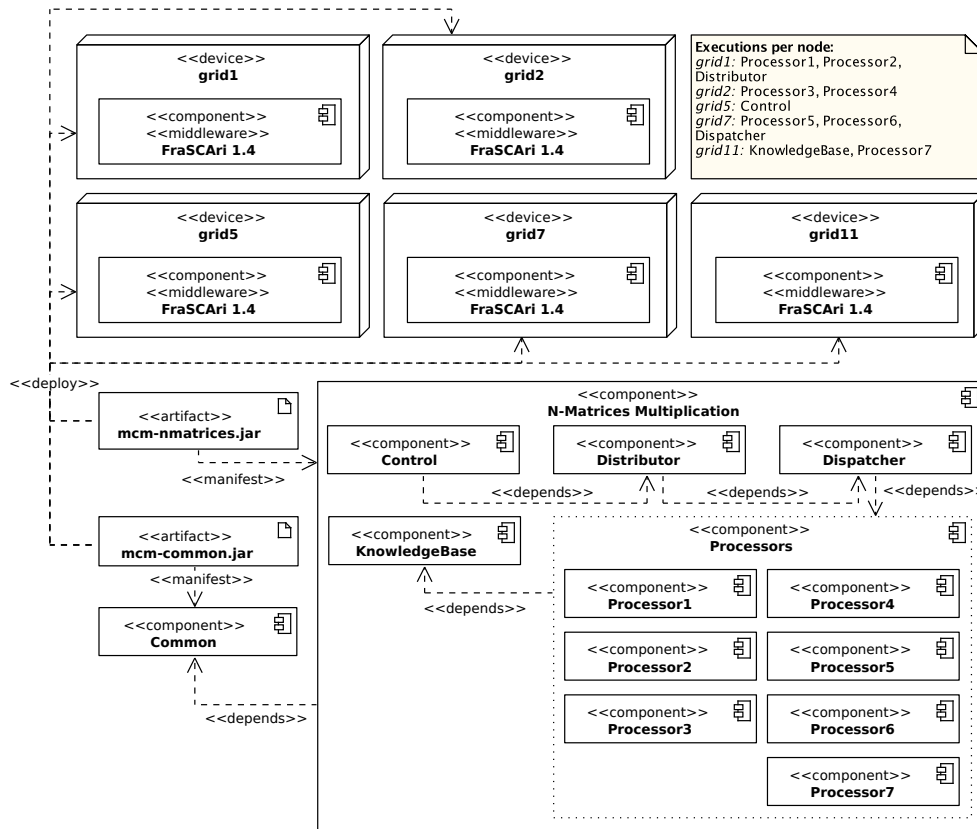 <<device>>
grid1
<<component>>
<<middleware>>
FraSCAri 1.4
<<device>>
grid2
<<component>>
<<middleware>>
FraSCAri 1.4
Executions per node:
grid1: Processor1, Processor2,
Distributor
grid2: Processor3, Processor4
grid5: Control
grid7: Processor5, Processor6,
Dispatcher
grid11: KnowledgeBase, Processor7
<<device>>
grid5
<<component>>
<<middleware>>
FraSCAri 1.4
<<device>>
grid7
<<component>>
<<middleware>>
FraSCAri 1.4
<<device>>
grid11
<<component>>
<<middleware>>
FraSCAri 1.4
<<deploy>>
<<artifact>>
mcm-nmatrices.jar
<<manifest>>
<<artifact>>
mcm-common.jar
<<manifest>>
<<component>>
Common
<<depends>>
<<component>>
N-Matrices Multiplication
<<component>>
Control
<<component>>
Distributor
<<component>>
Dispatcher
<<depends>>
<<depends>>
<<depends>
<<component>>
KnowledgeBase
<<depends>>
<<component>>
Processors
<<component>>
Processor1
<<component>>
Processor4
<<component>>
Processor2
<<component>>
Processor5
<<component>>
Processor3
<<component>>
Processor6
<<component>>
Processor7